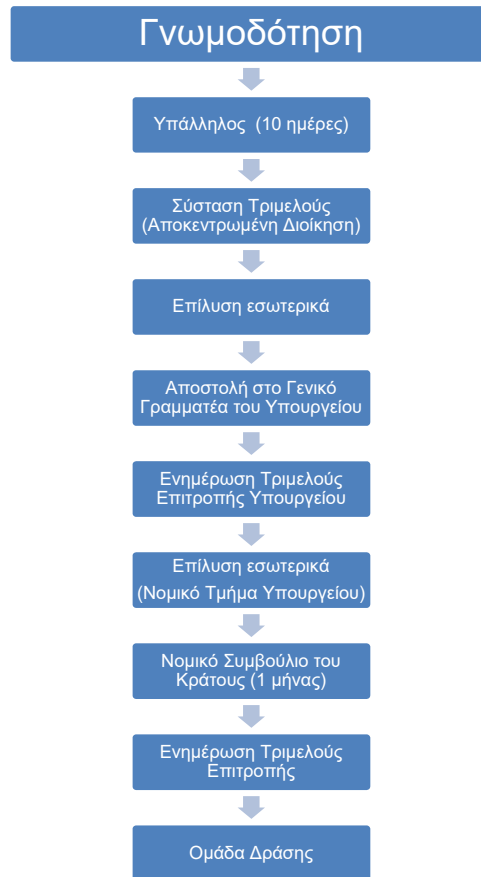 Γνωμοδότηση
Υπάλληλος (10 ημέρες)
Σύσταση Τριμελούς
(Αποκεντρωμένη Διοίκηση)
Επίλυση εσωτερικά
Αποστολή στο Γενικό
Γραμματέα του Υπουργείου
Ενημέρωση Τριμελούς
Επιτροπής Υπουργείου
Επίλυση εσωτερικά
(Νομικό Τμήμα Υπουργείου)
Νομικό Συμβούλιο του
Κράτους (1 μήνας)
Ενημέρωση Τριμελούς
Επιτροπής
Ομάδα Δράσης